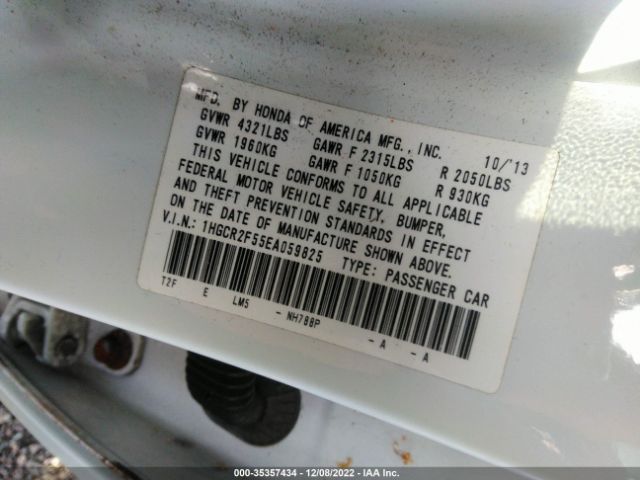 MFD. BY HONDA OF AMERICA MFG., INC. 10/'13
GVWR 4321LBS GAWR F 2315LBS R 2050LBS
GVWR 1960KG GAWR F 1050KG R 930KG
THIS VEHICLE CONFORMS TO ALL APPLICABLE
FEDERAL MOTOR VEHICLE SAFETY, BUMPER,
AND THEFT PREVENTION STANDARDS IN EFFECT
ON THE DATE OF MANUFACTURE SHOWN ABOVE.
V.I.N.: 1HGCR2F55EA059825 TYPE: PASSENGER CAR
T2F E LM5 - NH788P - A - A
000-35357434 - 12/08/2022 - IAA Inc.